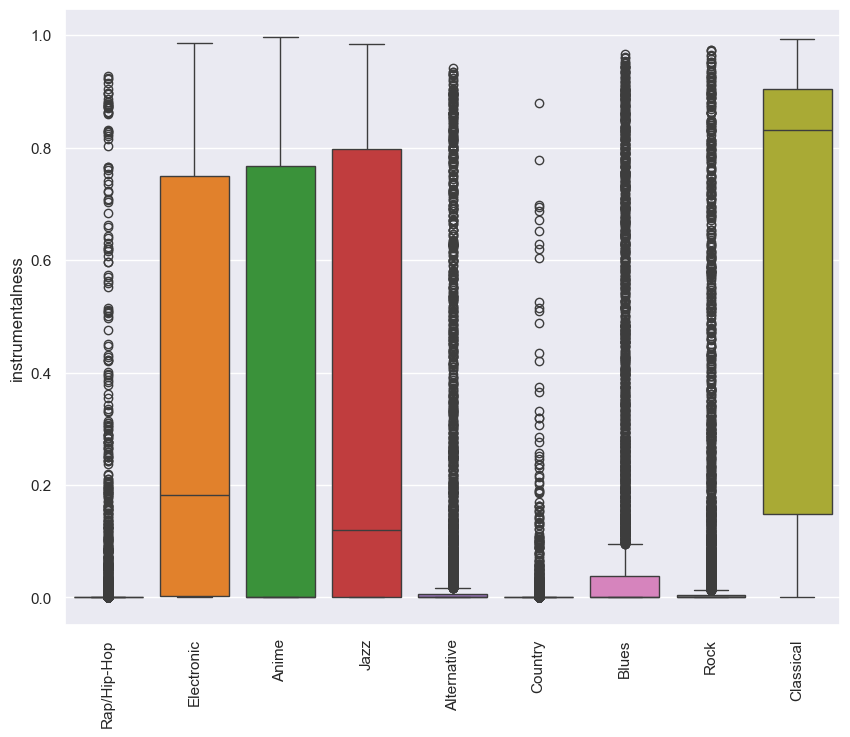 instrumentalness
1.0
0.8
0.6
0.4
0.2
0.0
Rap/Hip-Hop
Electronic
Anime
Jazz
Alternative
Country
Blues
Rock
Classical